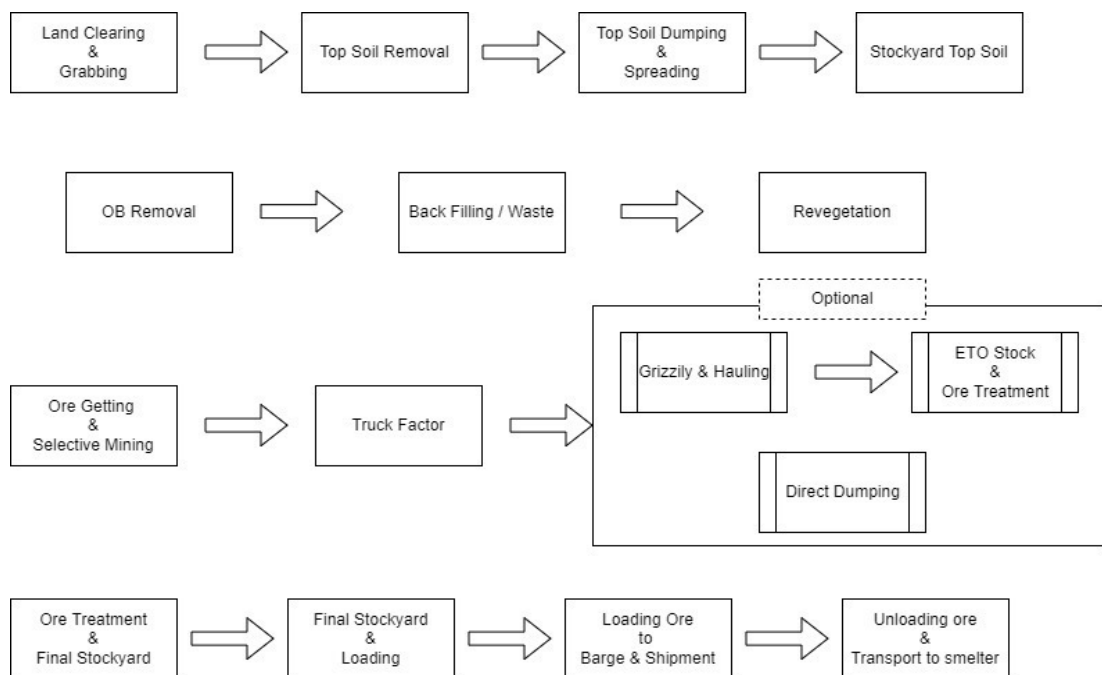 Land Clearing
&
Grabbing
Top Soil Removal
Top Soil Dumping
&
Spreading
Stockyard Top Soil
OB Removal
Back Filling / Waste
Revegetation
Optional
Grizzily & Hauling
ETO Stock
&
Ore Treatment
Ore Getting
&
Selective Mining
Truck Factor
Direct Dumping
Ore Treatment
&
Final Stockyard
Final Stockyard
&
Loading
Loading Ore
to
Barge & Shipment
Unloading ore
&
Transport to smelter